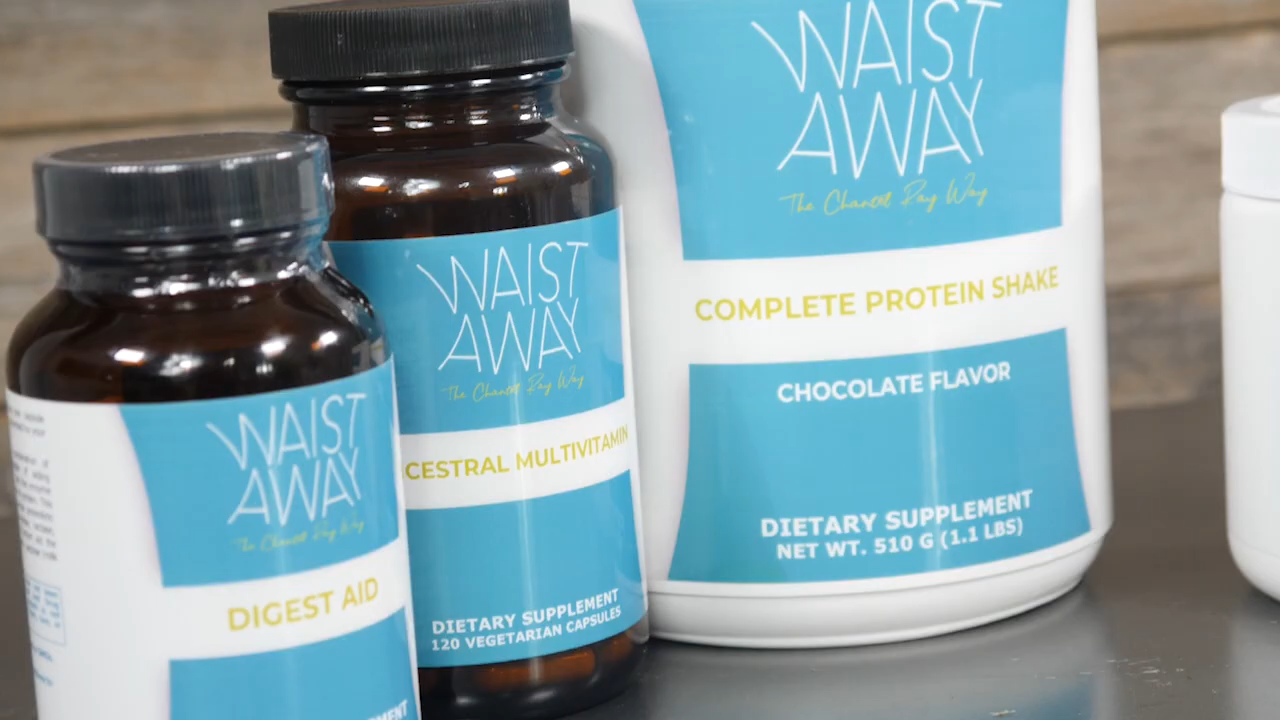 WAIST
AWAY
The Chantel Ray Way
DIGEST AID
WAIST
AWAY
The Chantel Ray Way
CESTRAL MULTIVITAMIN
DIETARY SUPPLEMENT
120 VEGETARIAN CAPSULES
WAIST
AWAY
The Chantel Ray Way
COMPLETE PROTEIN SHAKE
CHOCOLATE FLAVOR
DIETARY SUPPLEMENT
NET WT. 510 G (1.1 LBS)